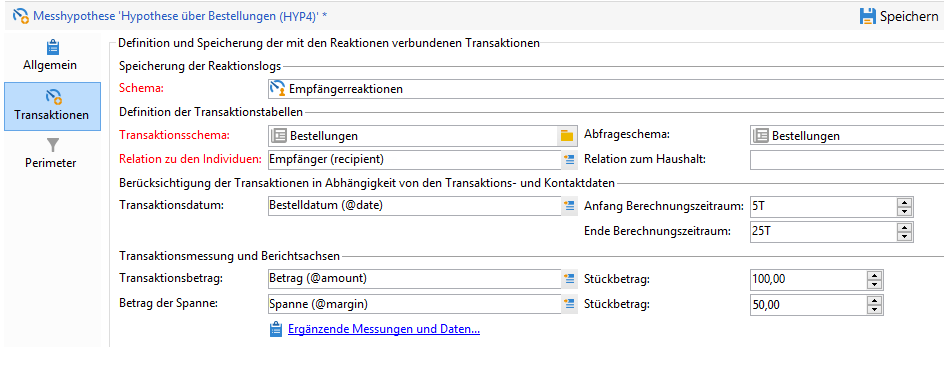 Messhypothese 'Hypothese über Bestellungen (HYP4)' *
Speichern
Allgemein
Transaktionen
Perimeter
Definition und Speicherung der mit den Reaktionen verbundenen Transaktionen
Speicherung der Reaktionslogs
Schema: Empfängerreaktionen
Definition der Transaktionstabellen
Transaktionsschema: Bestellungen Abfrageschema: Bestellungen
Relation zu den Individuen: Empfänger (recipient) Relation zum Haushalt:
Berücksichtigung der Transaktionen in Abhängigkeit von den Transaktions- und Kontaktdaten
Transaktionsdatum: Bestelldatum (@date) Anfang Berechnungszeitraum: 5T
Ende Berechnungszeitraum: 25T
Transaktionsmessung und Berichtsachsen
Transaktionsbetrag: Betrag (@amount) Stückbetrag: 100,00
Betrag der Spanne: Spanne (@margin) Stückbetrag: 50,00
Ergänzende Messungen und Daten...